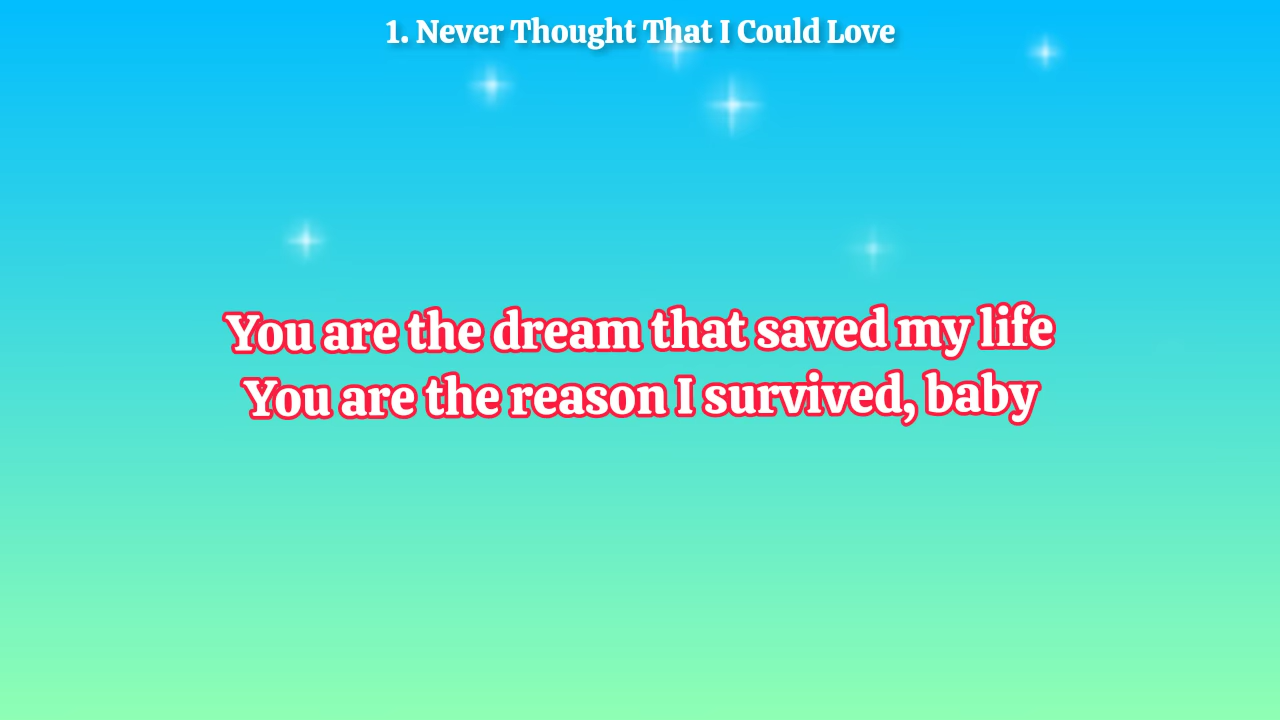 1. Never Thought That I Could Love
You are the dream that saved my life
You are the reason I survived, baby